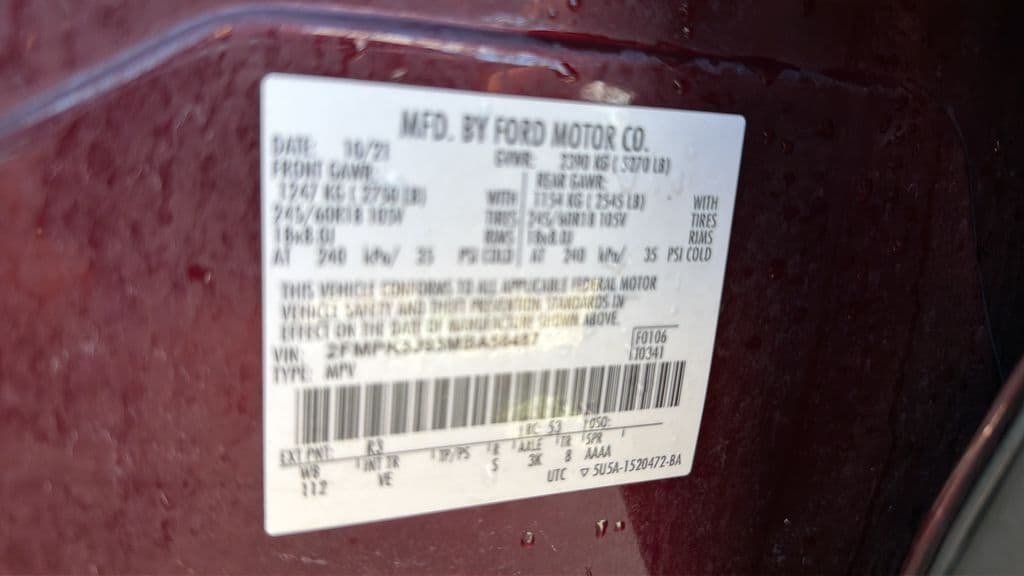 MFD. BY FORD MOTOR CO.
DATE: 10/21 GVWR: 2390 KG (5270 LB)
FRONT GAWR: REAR GAWR:
1247 KG (2750 LB) WITH 1154 KG (2545 LB) WITH
245/60R18 105V TIRES 245/60R18 105V TIRES
18x8.0J RIMS 18x8.0J RIMS
AT 240 kPa/ 35 PSI COLD AT 240 kPa/ 35 PSI COLD
THIS VEHICLE CONFORMS TO ALL APPLICABLE FEDERAL MOTOR
VEHICLE SAFETY AND THEFT PREVENTION STANDARDS IN
EFFECT ON THE DATE OF MANUFACTURE SHOWN ABOVE.
VIN:
F0106
TYPE: MPV
T0341
EXT PNT: R3 RC: 53 DSO:
WB INT TR TP/PS R AXLE TR SPR
112 VE S 3K 8 AAAA
UTC ▽ 5U5A-1520472-BA